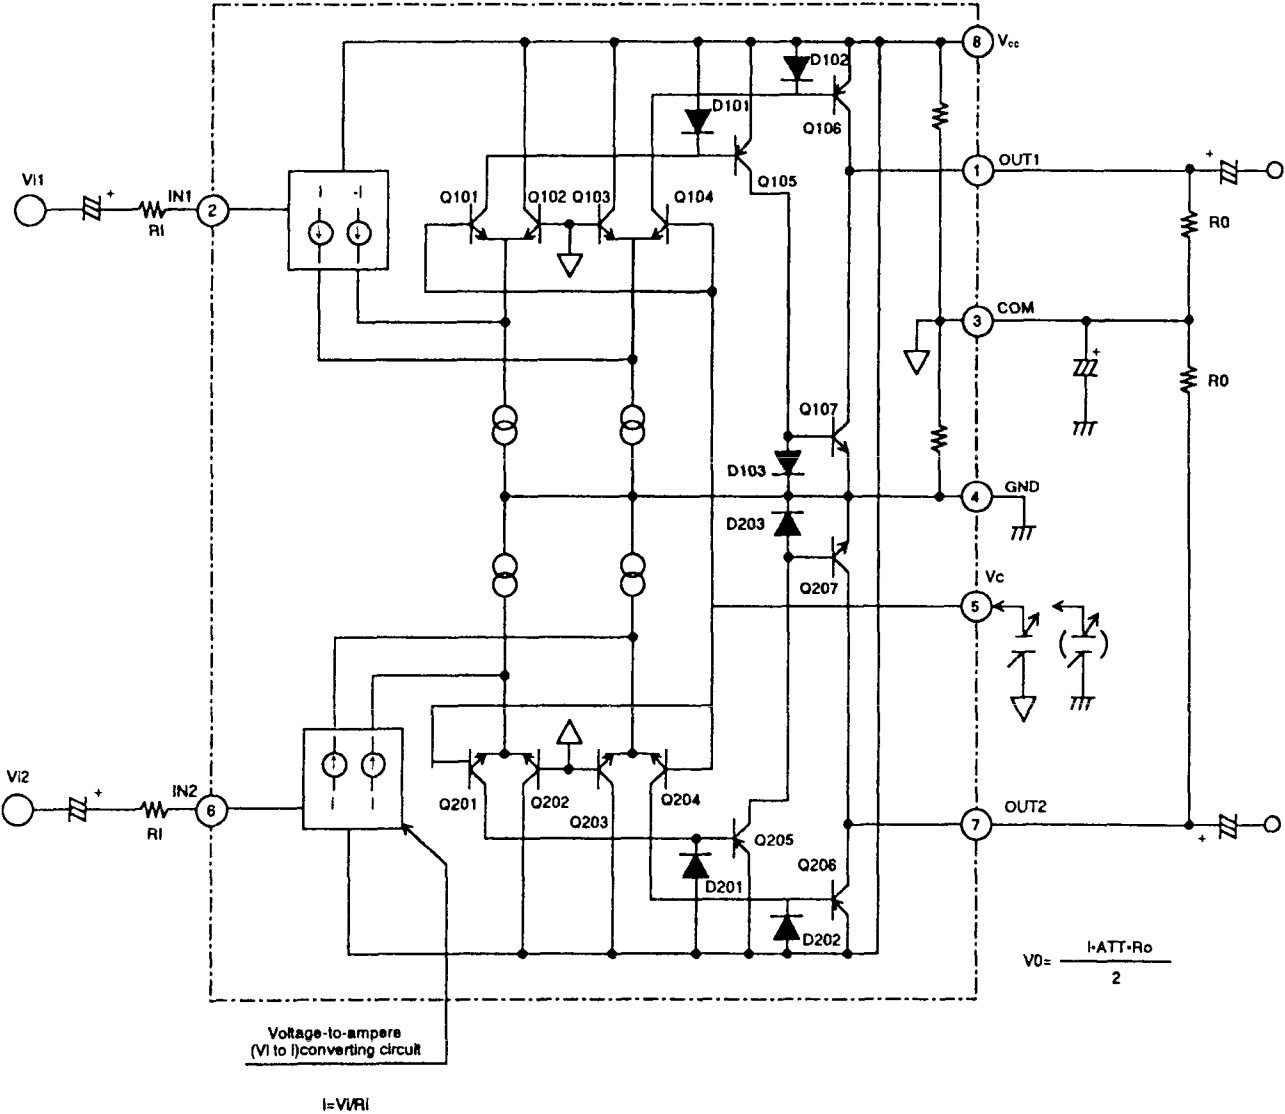 8 Vcc
D102
D101
Q106
Q105
1 OUT1
+
Vi1
+
IN1
2
RI
I -I
Q101 Q102 Q103 Q104
R0
COM
3
+
R0
Q107
D103
GND
4
D203
Q207
Vc
5
( )
Vi2
+
IN2
6
RI
I I
Q201 Q202 Q203 Q204
Q205
D201
Q206
D202
OUT2
7
+
V0= I·ATT·Ro
2
Voltage-to-ampere
(Vi to I)converting circuit
I=Vi/Ri